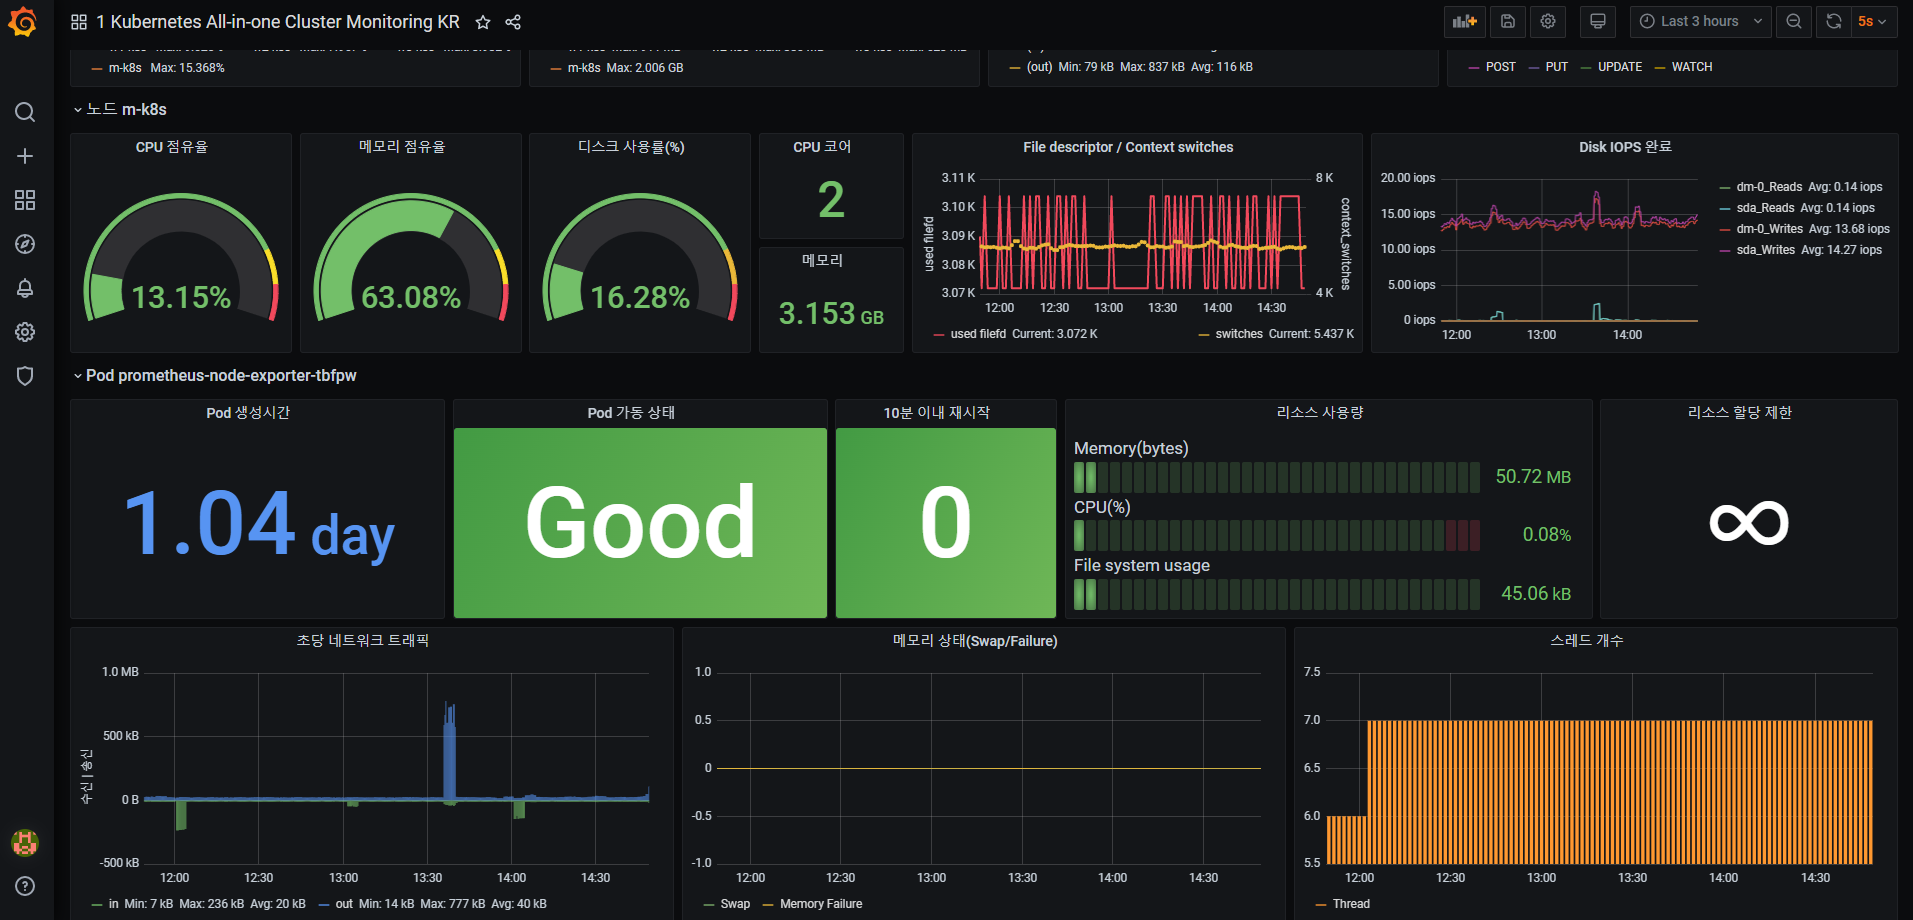 1 Kubernetes All-in-one Cluster Monitoring KR
Last 3 hours
5s
m-k8s Max: 15.368%
m-k8s Max: 2.006 GB
(out) Min: 79 kB Max: 837 kB Avg: 116 kB
POST PUT UPDATE WATCH
노드 m-k8s
CPU 점유율
13.15%
메모리 점유율
63.08%
디스크 사용률(%)
16.28%
CPU 코어
2
메모리
3.153 GB
File descriptor / Context switches
3.11 K
3.10 K
3.09 K
3.08 K
3.07 K
used filefd
8 K
4 K
context_switches
12:00 12:30 13:00 13:30 14:00 14:30
used filefd Current: 3.072 K
switches Current: 5.437 K
Disk IOPS 완료
20.00 iops
15.00 iops
10.00 iops
5.00 iops
0 iops
12:00 13:00 14:00
dm-0_Reads Avg: 0.14 iops
sda_Reads Avg: 0.14 iops
dm-0_Writes Avg: 13.68 iops
sda_Writes Avg: 14.27 iops
Pod prometheus-node-exporter-tbfpw
Pod 생성시간
1.04 day
Pod 가동 상태
Good
10분 이내 재시작
0
리소스 사용량
Memory(bytes)
50.72 MB
CPU(%)
0.08%
File system usage
45.06 kB
리소스 할당 제한
∞
초당 네트워크 트래픽
1.0 MB
500 kB
0 B
-500 kB
수신 | 송신
12:00 12:30 13:00 13:30 14:00 14:30
in Min: 7 kB Max: 236 kB Avg: 20 kB
out Min: 14 kB Max: 777 kB Avg: 40 kB
메모리 상태(Swap/Failure)
1.0
0.5
0
-0.5
-1.0
12:00 12:30 13:00 13:30 14:00 14:30
Swap Memory Failure
스레드 개수
7.5
7.0
6.5
6.0
5.5
12:00 12:30 13:00 13:30 14:00 14:30
Thread